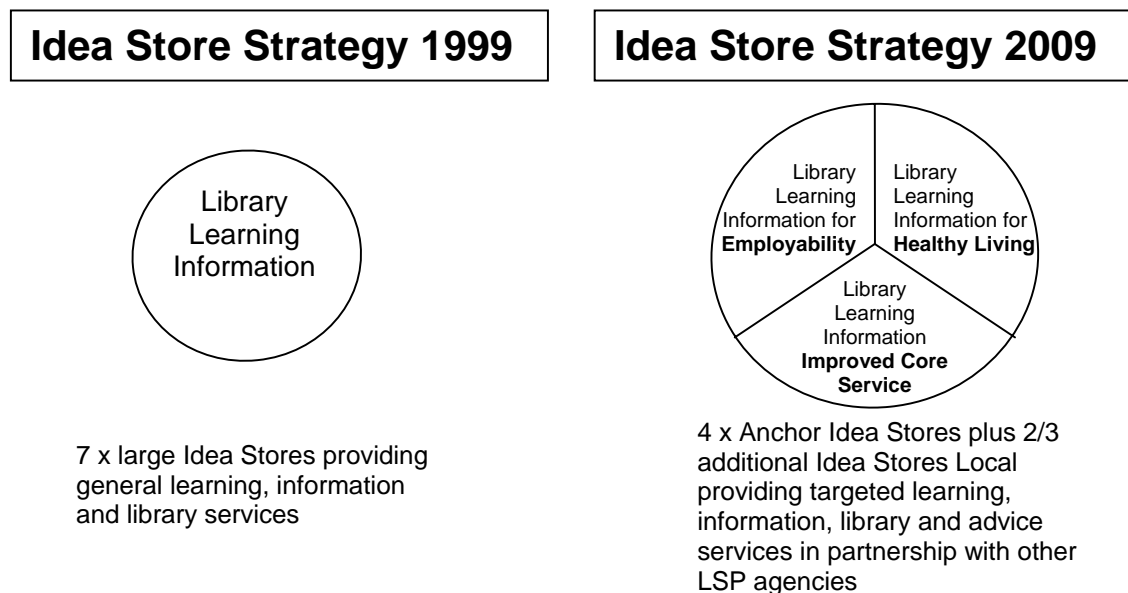 Idea Store Strategy 1999
Library
Learning
Information
7 x large Idea Stores providing
general learning, information
and library services
Idea Store Strategy 2009
Library
Learning
Information for
Employability
Library
Learning
Information for
Healthy Living
Library
Learning
Information
Improved Core
Service
4 x Anchor Idea Stores plus 2/3
additional Idea Stores Local
providing targeted learning,
information, library and advice
services in partnership with other
LSP agencies